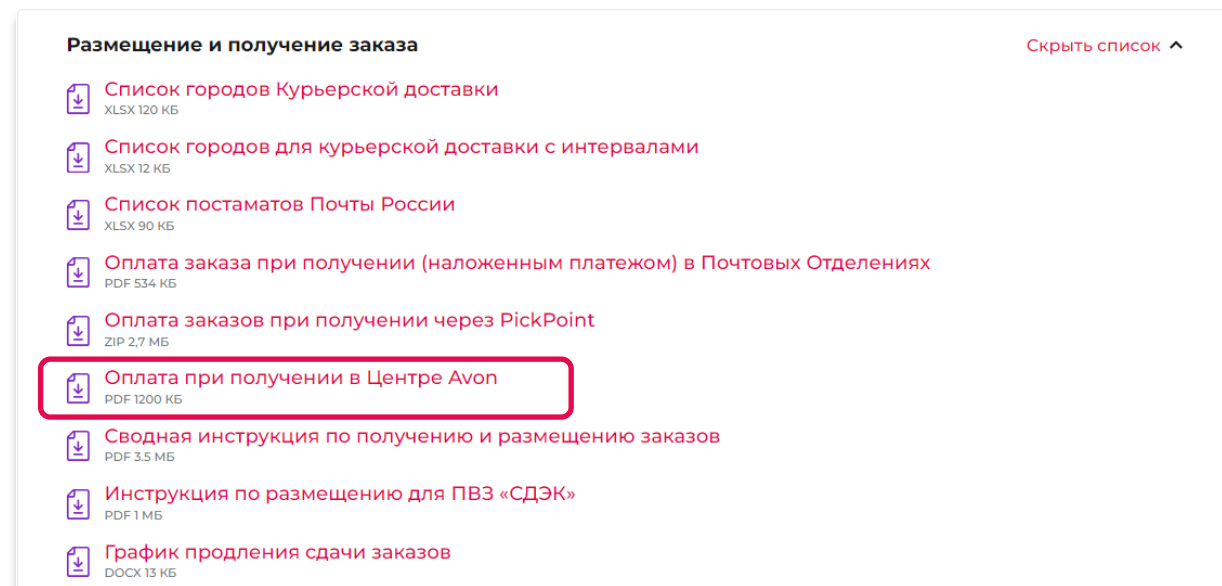 Размещение и получение заказа
Скрыть список
Список городов Курьерской доставки
XLSX 120 КБ
Список городов для курьерской доставки с интервалами
XLSX 12 КБ
Список постаматов Почты России
XLSX 90 КБ
Оплата заказа при получении (наложенным платежом) в Почтовых Отделениях
PDF 534 КБ
Оплата заказов при получении через PickPoint
ZIP 2,7 МБ
Оплата при получении в Центре Avon
PDF 1200 КБ
Сводная инструкция по получению и размещению заказов
PDF 3.5 МБ
Инструкция по размещению для ПВЗ «СДЭК»
PDF 1 МБ
График продления сдачи заказов
DOCX 13 КБ